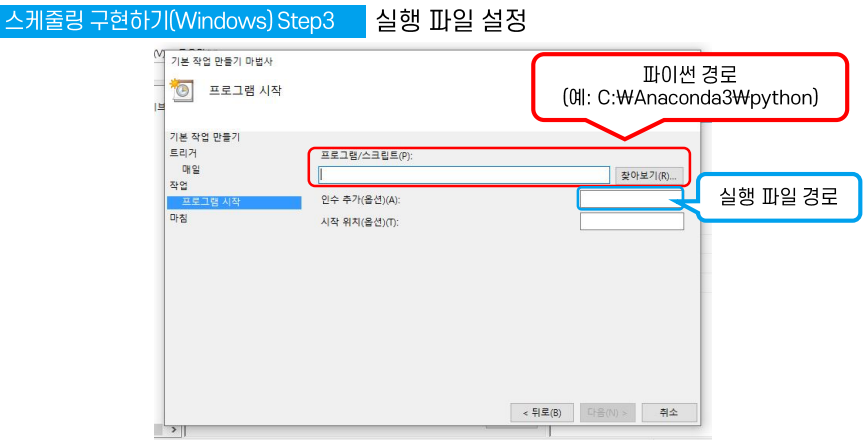 스케줄링 구현하기(Windows) Step3
실행 파일 설정
기본 작업 만들기 마법사
프로그램 시작
파이썬 경로
(예: C:₩Anaconda3₩python)
기본 작업 만들기
트리거
매일
작업
프로그램 시작
마침
프로그램/스크립트(P):
찾아보기(R)...
인수 추가(옵션)(A):
실행 파일 경로
시작 위치(옵션)(T):
< 뒤로(B)
다음(N) >
취소